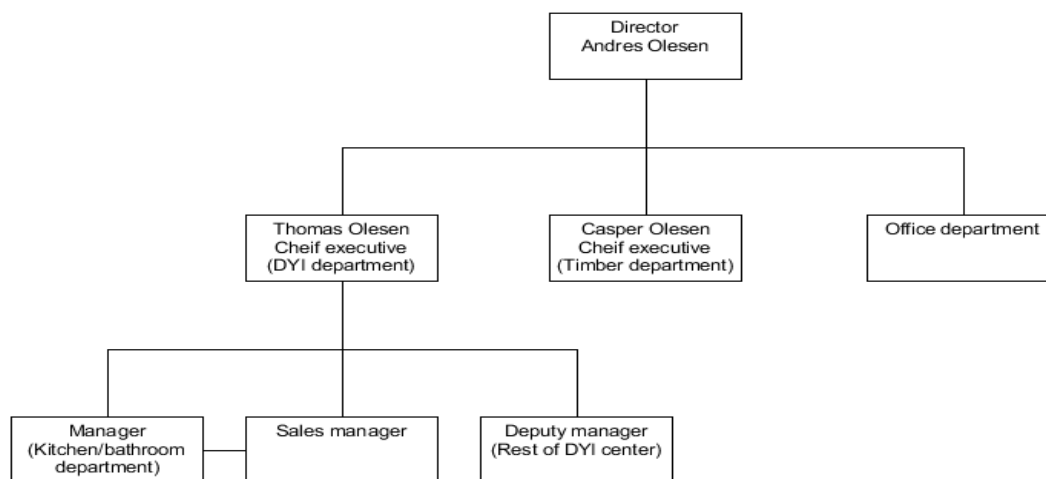 Director
Andres Olesen
Thomas Olesen
Cheif executive
(DYI department)
Casper Olesen
Cheif executive
(Timber department)
Office department
Manager
(Kitchen/bathroom
department)
Sales manager
Deputy manager
(Rest of DYI center)